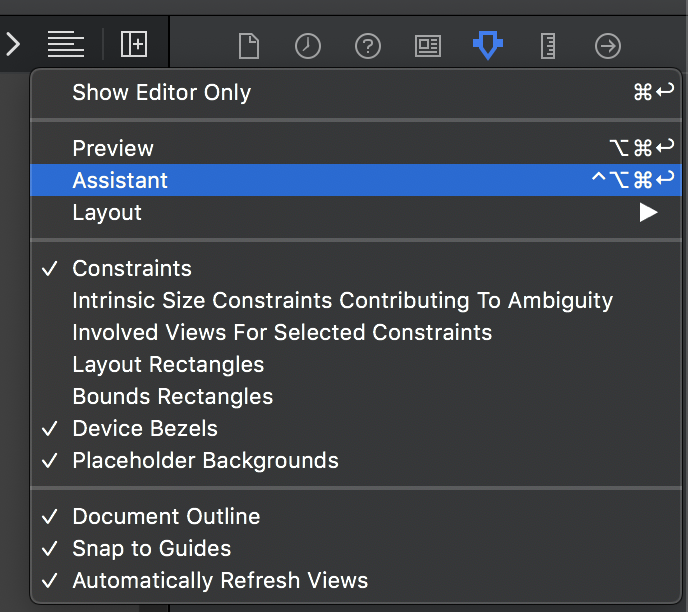 Show Editor Only ⌘↩
Preview ⌥⌘↩
Assistant ^⌥⌘↩
Layout ▶
✓ Constraints
Intrinsic Size Constraints Contributing To Ambiguity
Involved Views For Selected Constraints
Layout Rectangles
Bounds Rectangles
✓ Device Bezels
✓ Placeholder Backgrounds
✓ Document Outline
✓ Snap to Guides
✓ Automatically Refresh Views